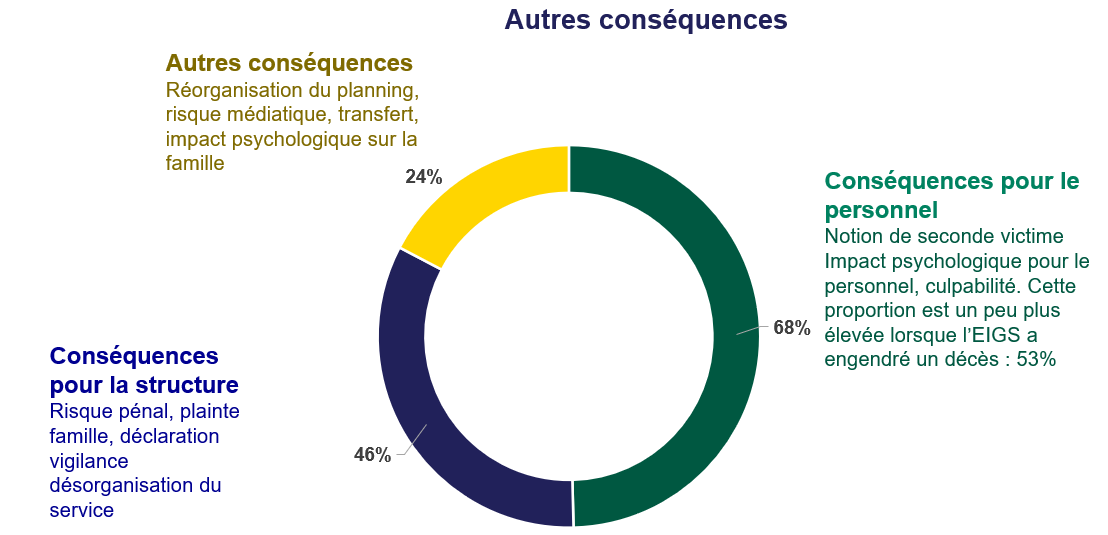 Autres conséquences
Autres conséquences
Réorganisation du planning,
risque médiatique, transfert,
impact psychologique sur la
famille
24%
Conséquences pour le
personnel
Notion de seconde victime
Impact psychologique pour le
personnel, culpabilité. Cette
proportion est un peu plus
élevée lorsque l’EIGS a
engendré un décès : 53%
68%
Conséquences
pour la structure
Risque pénal, plainte
famille, déclaration
vigilance
désorganisation du
service
46%